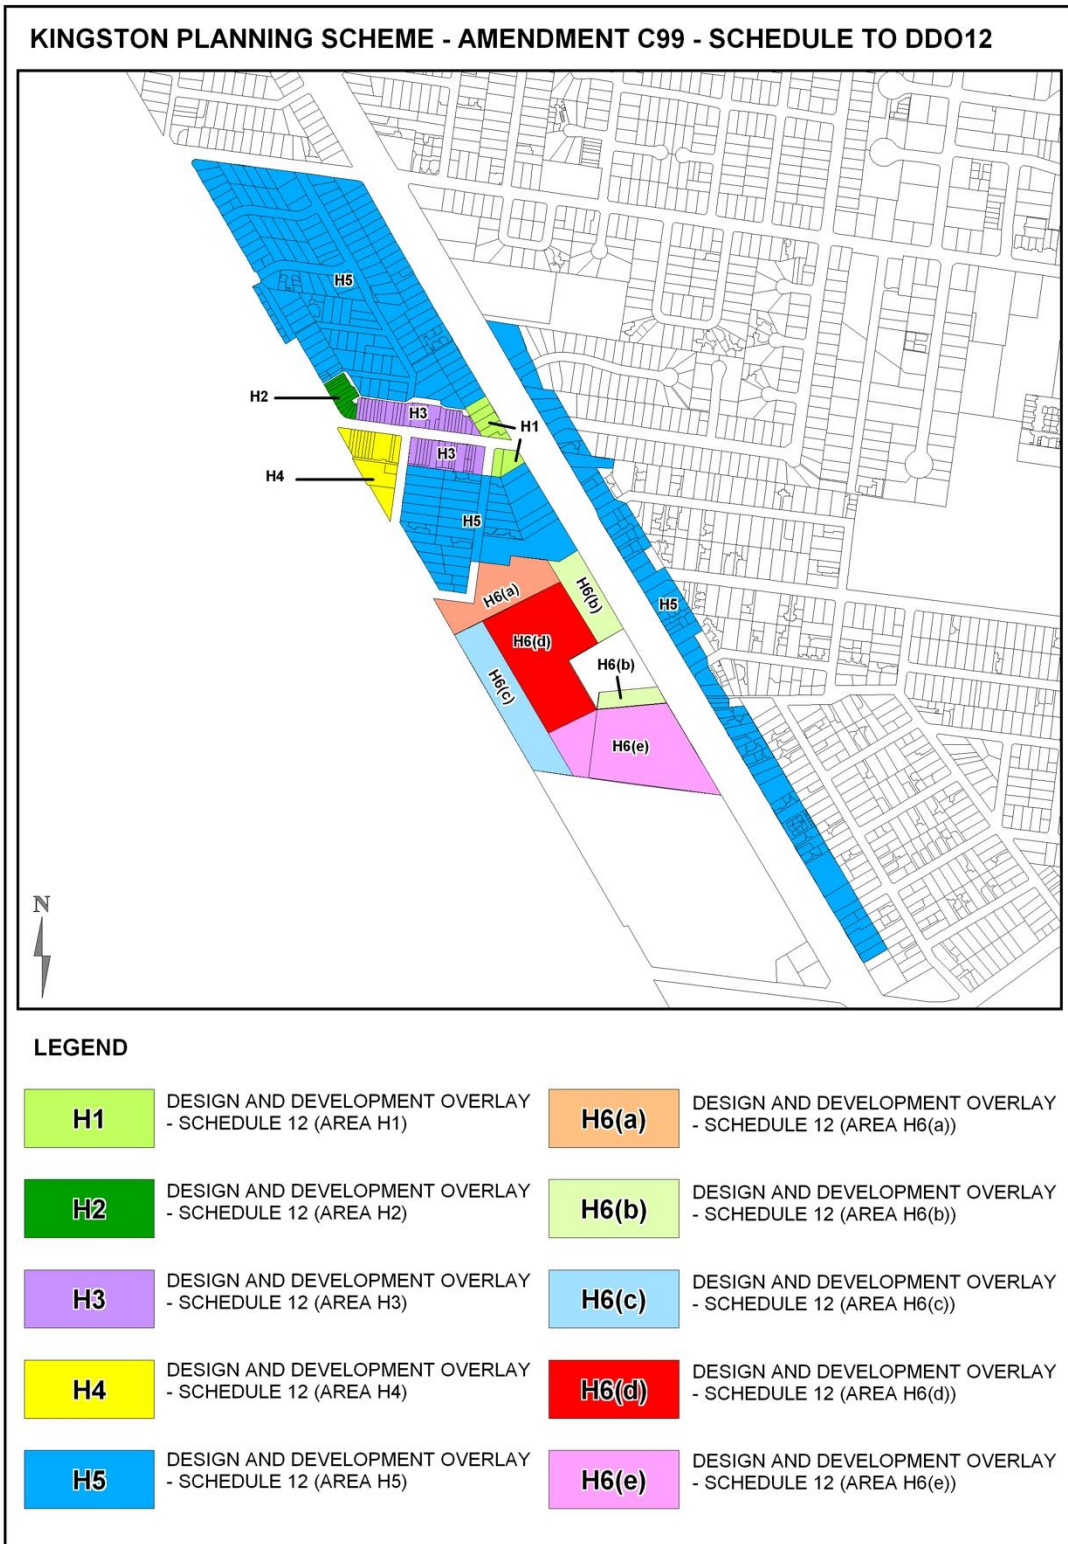 KINGSTON PLANNING SCHEME - AMENDMENT C99 - SCHEDULE TO DDO12
H5
H2
H3
H1
H3
H4
H5
H6(a)
H6(b)
H5
H6(d)
H6(b)
H6(c)
H6(e)
N
LEGEND
H1
DESIGN AND DEVELOPMENT OVERLAY
- SCHEDULE 12 (AREA H1)
H6(a)
DESIGN AND DEVELOPMENT OVERLAY
- SCHEDULE 12 (AREA H6(a))
H2
DESIGN AND DEVELOPMENT OVERLAY
- SCHEDULE 12 (AREA H2)
H6(b)
DESIGN AND DEVELOPMENT OVERLAY
- SCHEDULE 12 (AREA H6(b))
H3
DESIGN AND DEVELOPMENT OVERLAY
- SCHEDULE 12 (AREA H3)
H6(c)
DESIGN AND DEVELOPMENT OVERLAY
- SCHEDULE 12 (AREA H6(c))
H4
DESIGN AND DEVELOPMENT OVERLAY
- SCHEDULE 12 (AREA H4)
H6(d)
DESIGN AND DEVELOPMENT OVERLAY
- SCHEDULE 12 (AREA H6(d))
H5
DESIGN AND DEVELOPMENT OVERLAY
- SCHEDULE 12 (AREA H5)
H6(e)
DESIGN AND DEVELOPMENT OVERLAY
- SCHEDULE 12 (AREA H6(e))